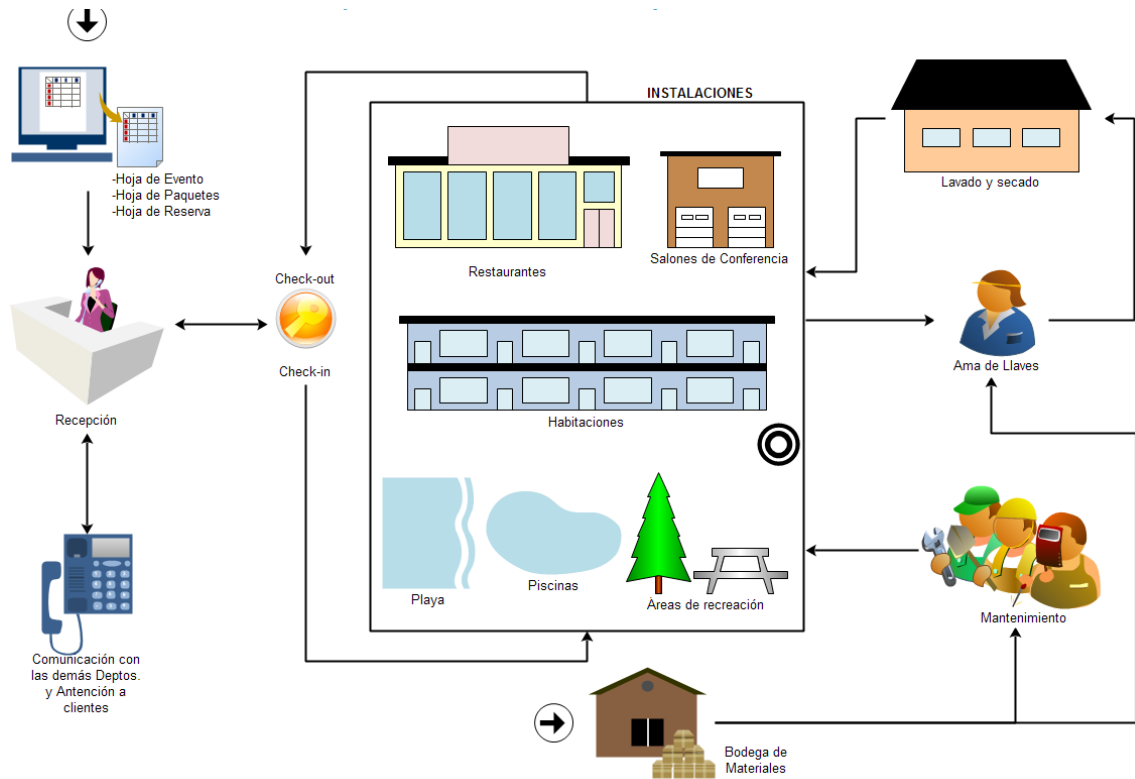 INSTALACIONES
-Hoja de Evento
-Hoja de Paquetes
-Hoja de Reserva
Restaurantes
Salones de Conferencia
Lavado y secado
Check-out
Check-in
Recepción
Habitaciones
Ama de Llaves
Playa
Piscinas
Àreas de recreación
Mantenimiento
Comunicación con
las demás Deptos.
y Antención a
clientes
Bodega de
Materiales